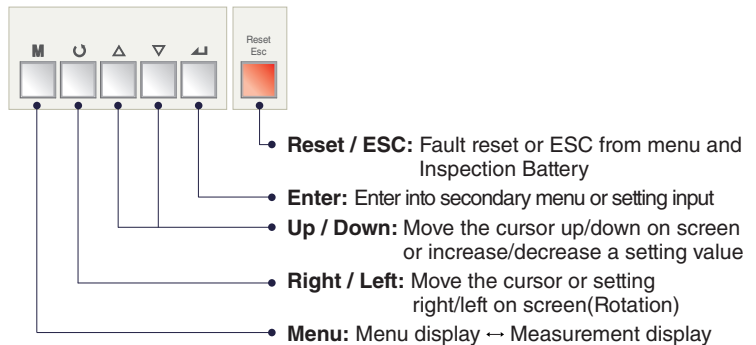 M
Reset
Esc
Reset / ESC: Fault reset or ESC from menu and
Inspection Battery
Enter: Enter into secondary menu or setting input
Up / Down: Move the cursor up/down on screen
or increase/decrease a setting value
Right / Left: Move the cursor or setting
right/left on screen(Rotation)
Menu: Menu display ↔ Measurement display